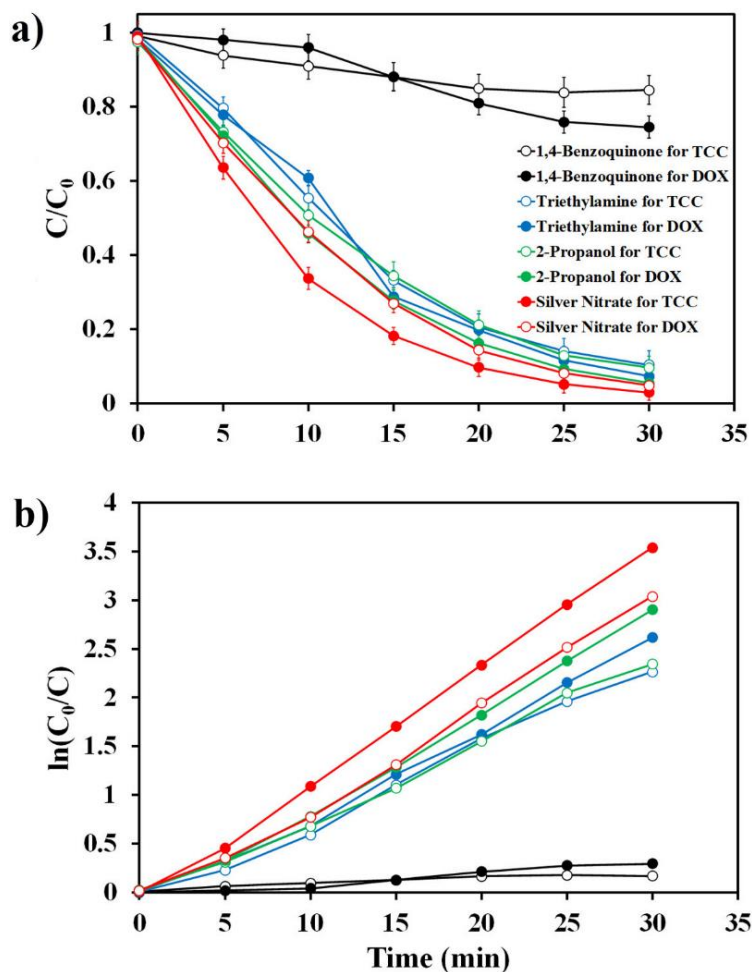 a)
C/C₀
1
0.8
0.6
0.4
0.2
0
1,4-Benzoquinone for TCC
1,4-Benzoquinone for DOX
Triethylamine for TCC
Triethylamine for DOX
2-Propanol for TCC
2-Propanol for DOX
Silver Nitrate for TCC
Silver Nitrate for DOX
0 5 10 15 20 25 30 35
b)
ln(C₀/C)
4
3.5
3
2.5
2
1.5
1
0.5
0
0 5 10 15 20 25 30 35
Time (min)